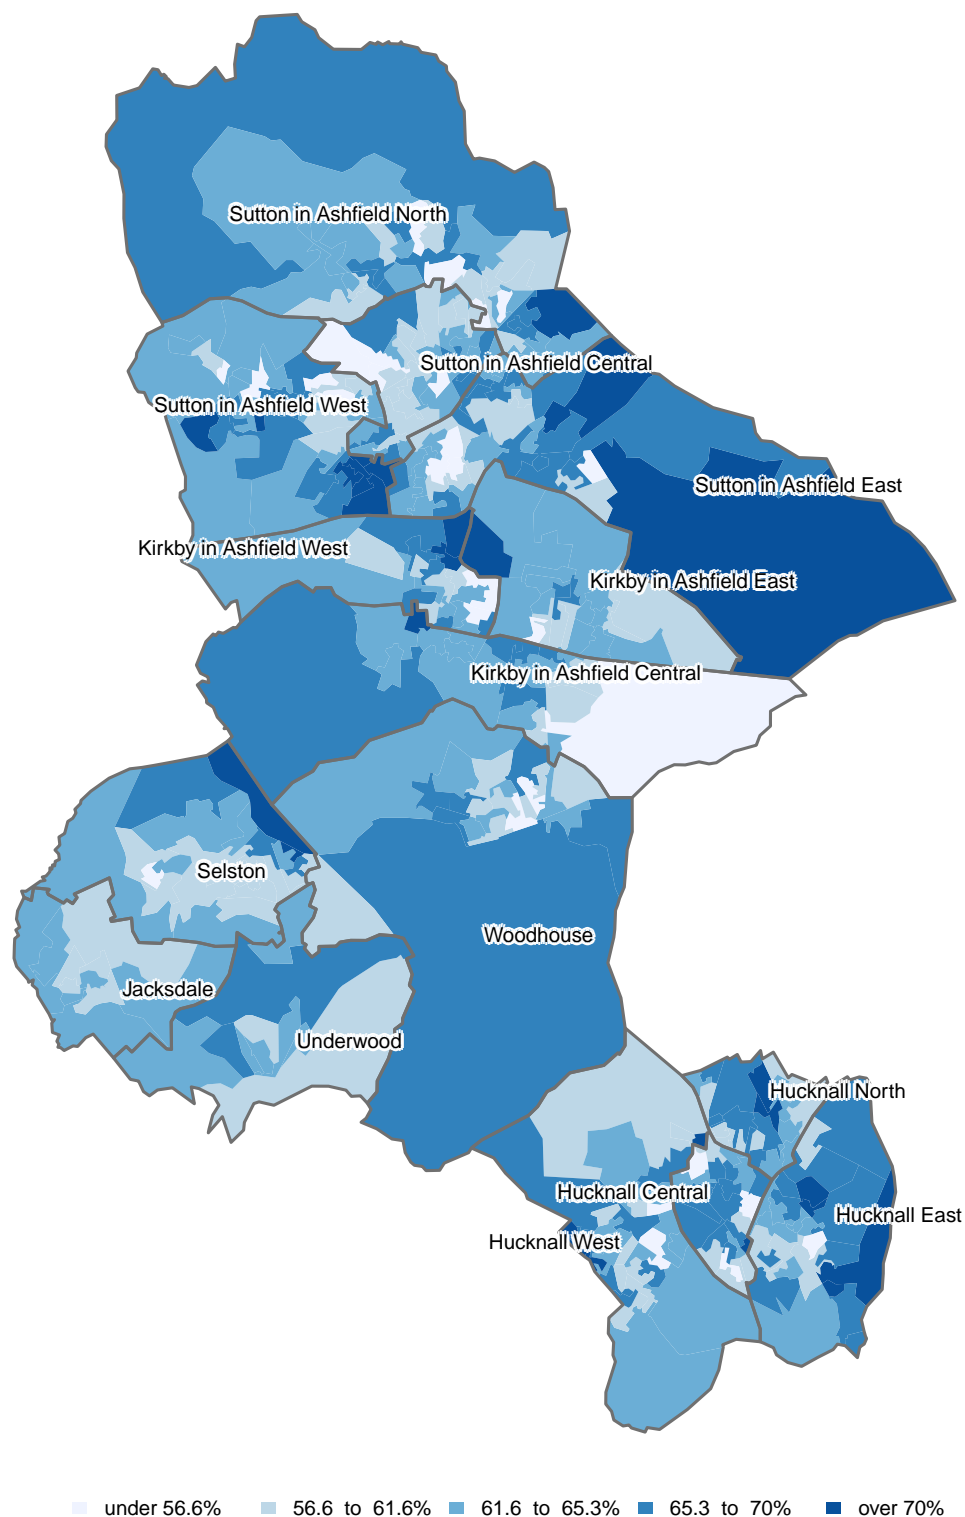 Sutton in Ashfield North
Sutton in Ashfield Central
Sutton in Ashfield West
Sutton in Ashfield East
Kirkby in Ashfield West
Kirkby in Ashfield East
Kirkby in Ashfield Central
Selston
Woodhouse
Jacksdale
Underwood
Hucknall North
Hucknall Central
Hucknall East
Hucknall West
under 56.6% 56.6 to 61.6% 61.6 to 65.3% 65.3 to 70% over 70%